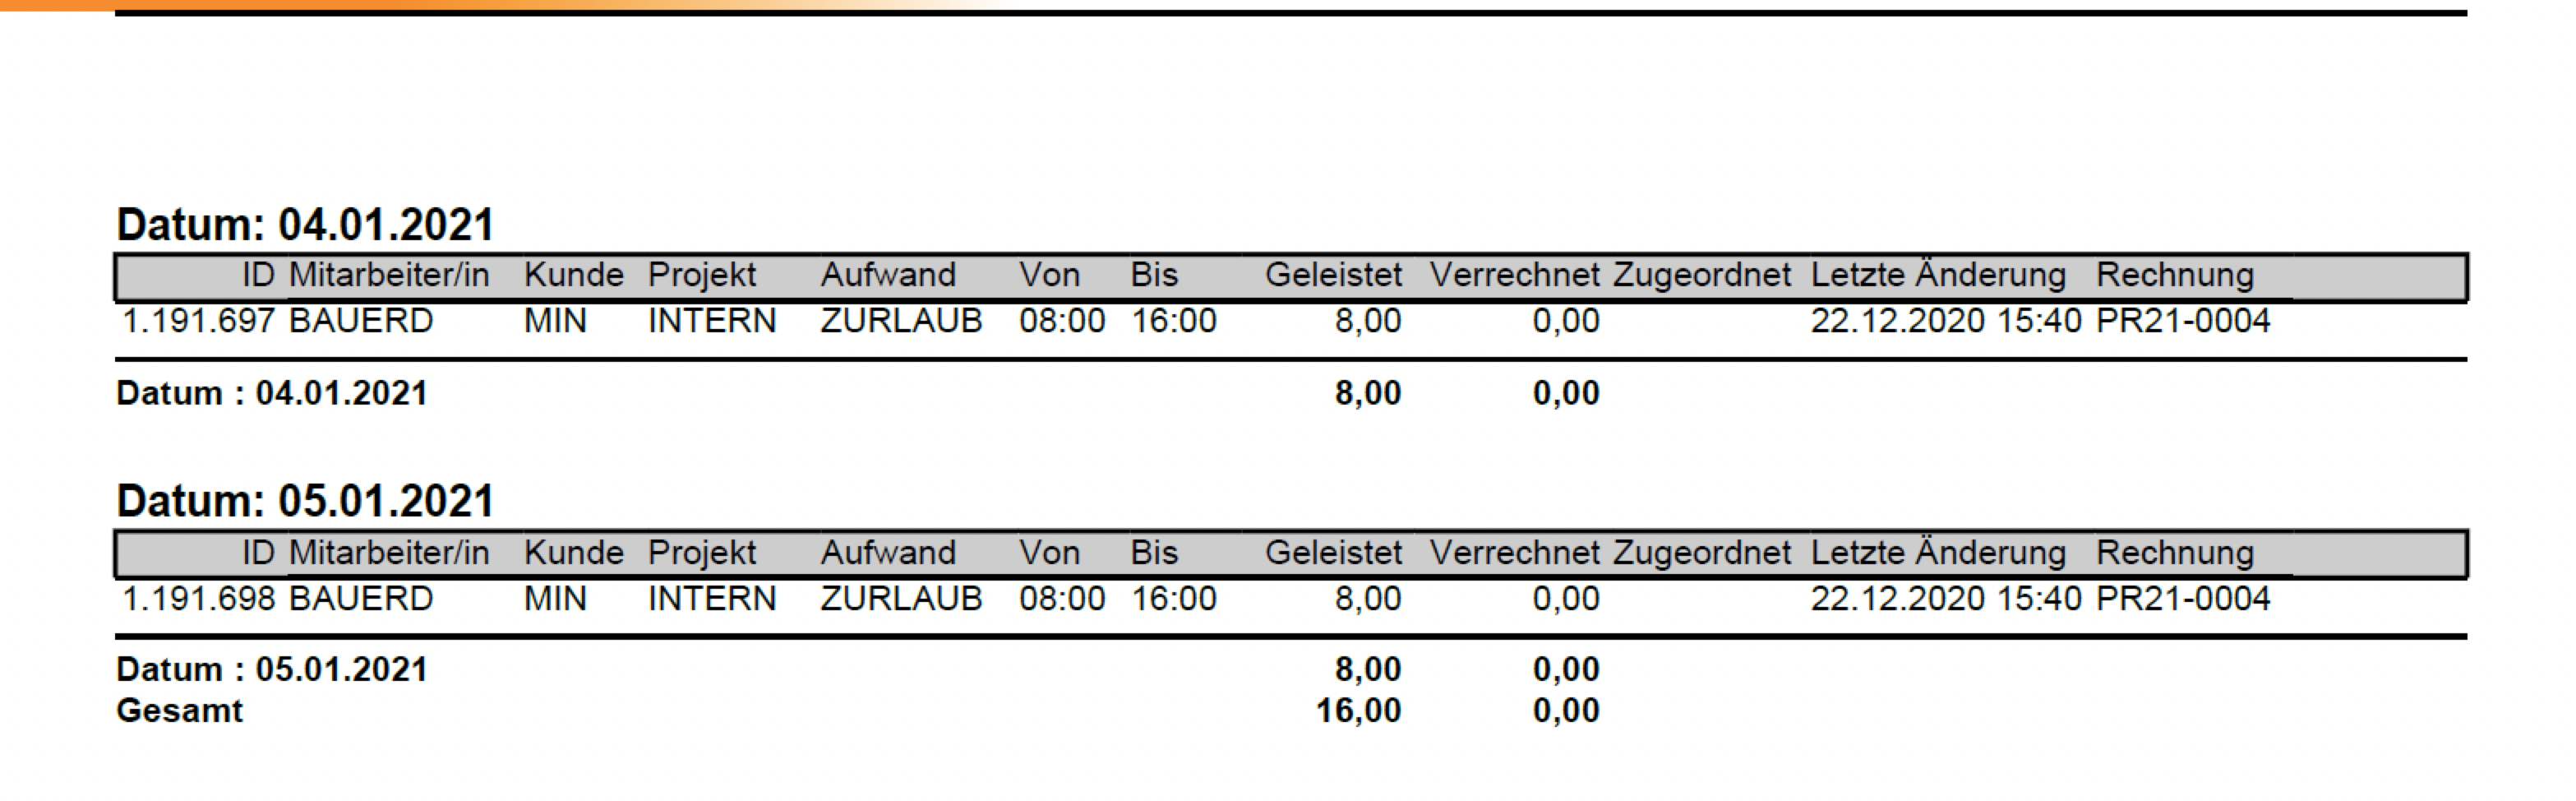 Datum: 04.01.2021
ID Mitarbeiter/in Kunde Projekt Aufwand Von Bis Geleistet Verrechnet Zugeordnet Letzte Änderung Rechnung
1.191.697 BAUERD MIN INTERN ZURLAUB 08:00 16:00 8,00 0,00 22.12.2020 15:40 PR21-0004
Datum : 04.01.2021 8,00 0,00
Datum: 05.01.2021
ID Mitarbeiter/in Kunde Projekt Aufwand Von Bis Geleistet Verrechnet Zugeordnet Letzte Änderung Rechnung
1.191.698 BAUERD MIN INTERN ZURLAUB 08:00 16:00 8,00 0,00 22.12.2020 15:40 PR21-0004
Datum : 05.01.2021 8,00 0,00
Gesamt 16,00 0,00